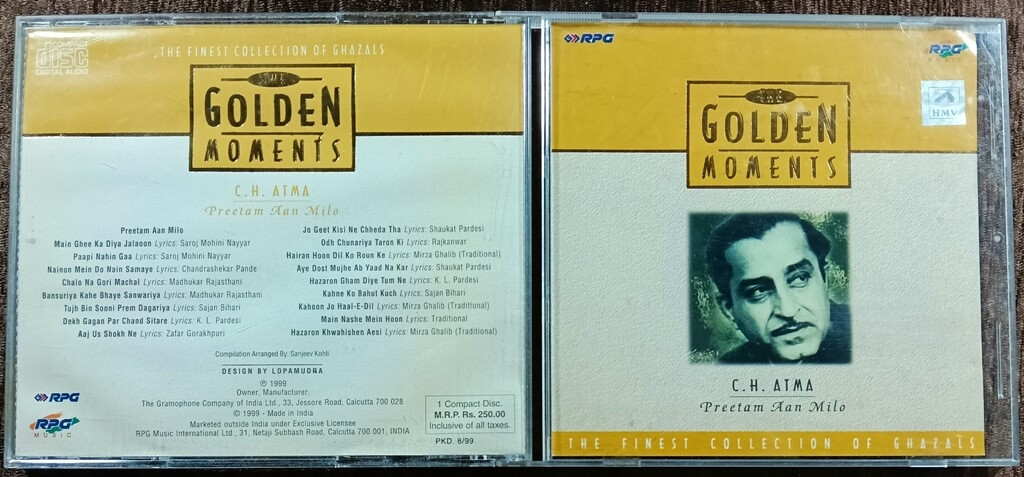 COMPACT
disc
DIGITAL AUDIO
THE FINEST COLLECTION OF GHAZALS
THE
GOLDEN
MOMENTS
C.H. ATMA
Preetam Aan Milo
Preetam Aan Milo
Main Ghee Ka Diya Jalaoon Lyrics: Saroj Mohini Nayyar
Paapi Nahin Gaa Lyrics: Saroj Mohini Nayyar
Nainon Mein Do Nain Samaye Lyrics: Chandrashekar Pande
Chalo Na Gori Machal Lyrics: Madhukar Rajasthani
Bansuriya Kahe Bhaye Sanwariya Lyrics: Madhukar Rajasthani
Tujh Bin Sooni Prem Dagariya Lyrics: Sajan Bihari
Dekh Gagan Par Chand Sitare Lyrics: K. L. Pardesi
Aaj Us Shokh Ne Lyrics: Zafar Gorakhpuri
Jo Geet Kisi Ne Chheda Tha Lyrics: Shaukat Pardesi
Odh Chunariya Taron Ki Lyrics: Rajkanwar
Hairan Hoon Dil Ko Roun Ke Lyrics: Mirza Ghalib (Traditional)
Aye Dost Mujhe Ab Yaad Na Kar Lyrics: Shaukat Pardesi
Hazaron Gham Diye Tum Ne Lyrics: K. L. Pardesi
Kahne Ko Bahut Kuch Lyrics: Sajan Bihari
Kahoon Jo Haal-E-Dil Lyrics: Mirza Ghalib (Traditional)
Main Nashe Mein Hoon Lyrics: Traditional
Hazaron Khwahishen Aesi Lyrics: Mirza Ghalib (Traditional)
Compilation Arranged By: Sanjeev Kohli
DESIGN BY LOPAMUDRA
℗ 1999
Owner, Manufacturer:
The Gramophone Company of India Ltd., 33, Jessore Road, Calcutta 700 028
© 1999 - Made in India
Marketed outside India under Exclusive Licensee
RPG Music International Ltd., 31, Netaji Subhash Road, Calcutta 700 001, INDIA
RPG
RPG
MUSIC
1 Compact Disc.
M.R.P. Rs. 250.00
Inclusive of all taxes.
PKD. 8/99
RPG
RPG
HMV
THE
GOLDEN
MOMENTS
C.H. ATMA
Preetam Aan Milo
THE FINEST COLLECTION OF GHAZALS